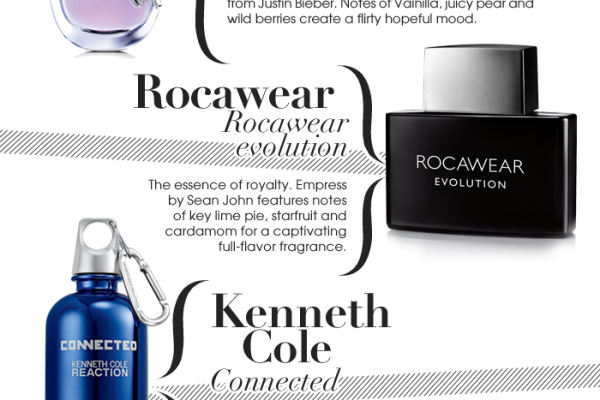 from Justin Bieber. Notes of Vainilla, juicy pear and
wild berries create a flirty hopeful mood.
Rocawear
Rocawear
evolution
ROCAWEAR
EVOLUTION
The essence of royalty. Empress
by Sean John features notes
of key lime pie, starfruit and
cardamom for a captivating
full-flavor fragrance.
Kenneth
Cole
Connected
CONNECTED
KENNETH COLE
REACTION